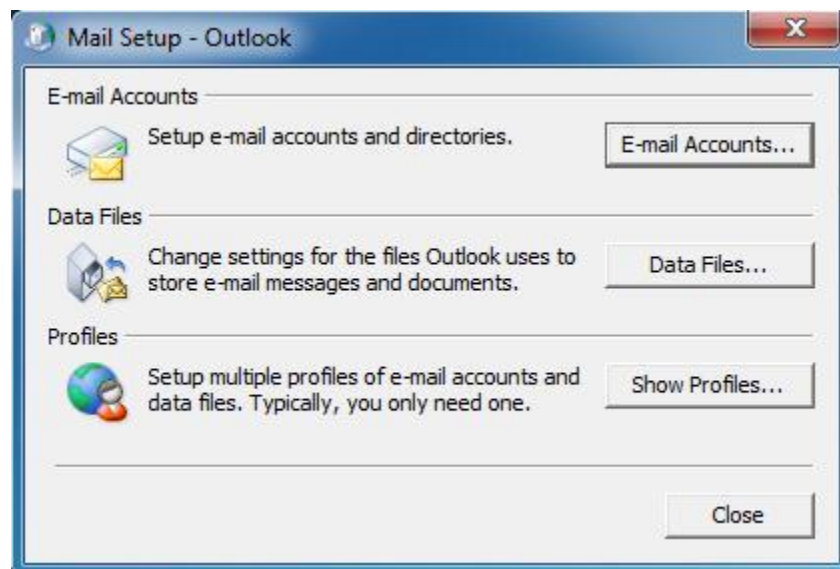 Mail Setup - Outlook
E-mail Accounts
Setup e-mail accounts and directories.
E-mail Accounts...
Data Files
Change settings for the files Outlook uses to
store e-mail messages and documents.
Data Files...
Profiles
Setup multiple profiles of e-mail accounts and
data files. Typically, you only need one.
Show Profiles...
Close